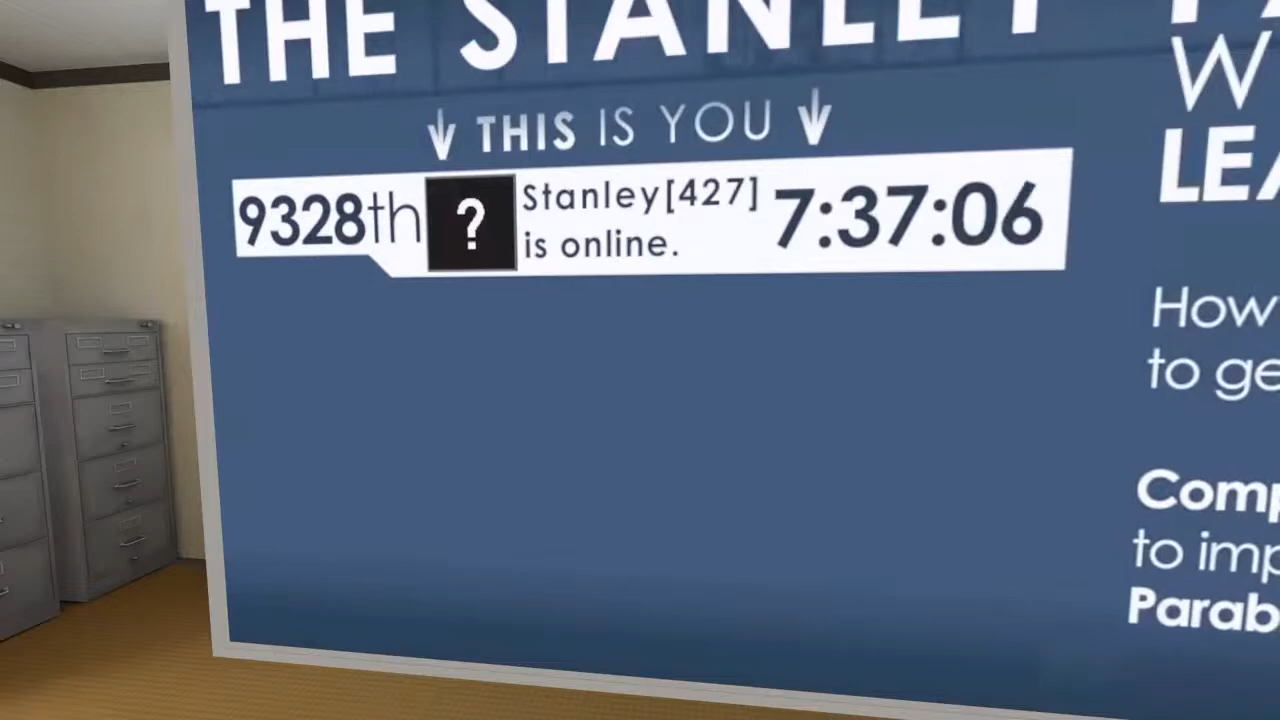 THE STANLEY
THIS IS YOU
9328th ? Stanley[427] is online. 7:37:06
W
LEA
How
to ge
Comp
to imp
Parab